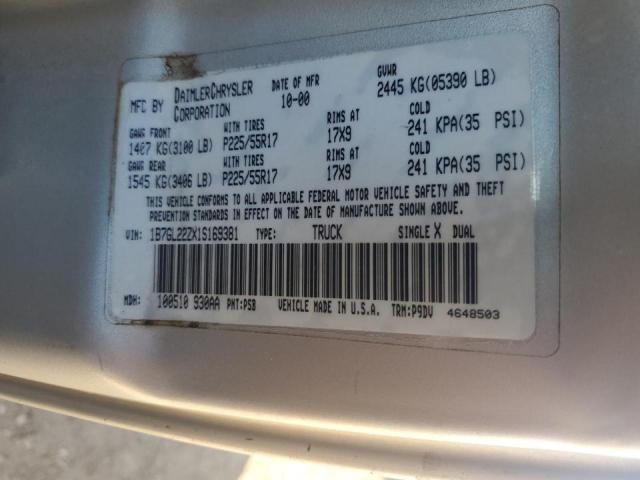 MFD BY DAIMLERCHRYSLER CORPORATION DATE OF MFR 10-00 GVWR 2445 KG(05390 LB)
GAWR FRONT WITH TIRES RIMS AT COLD
1407 KG(3100 LB) P225/55R17 17X9 241 KPA(35 PSI)
GAWR REAR WITH TIRES RIMS AT COLD
1545 KG(3406 LB) P225/55R17 17X9 241 KPA(35 PSI)
THIS VEHICLE CONFORMS TO ALL APPLICABLE FEDERAL MOTOR VEHICLE SAFETY AND THEFT
PREVENTION STANDARDS IN EFFECT ON THE DATE OF MANUFACTURE SHOWN ABOVE.
VIN: 1B7GL22ZX1S169381 TYPE: TRUCK SINGLE X DUAL
MDH: 100510 930AA PNT:PSB VEHICLE MADE IN U.S.A. TRM:P9DV 4648503